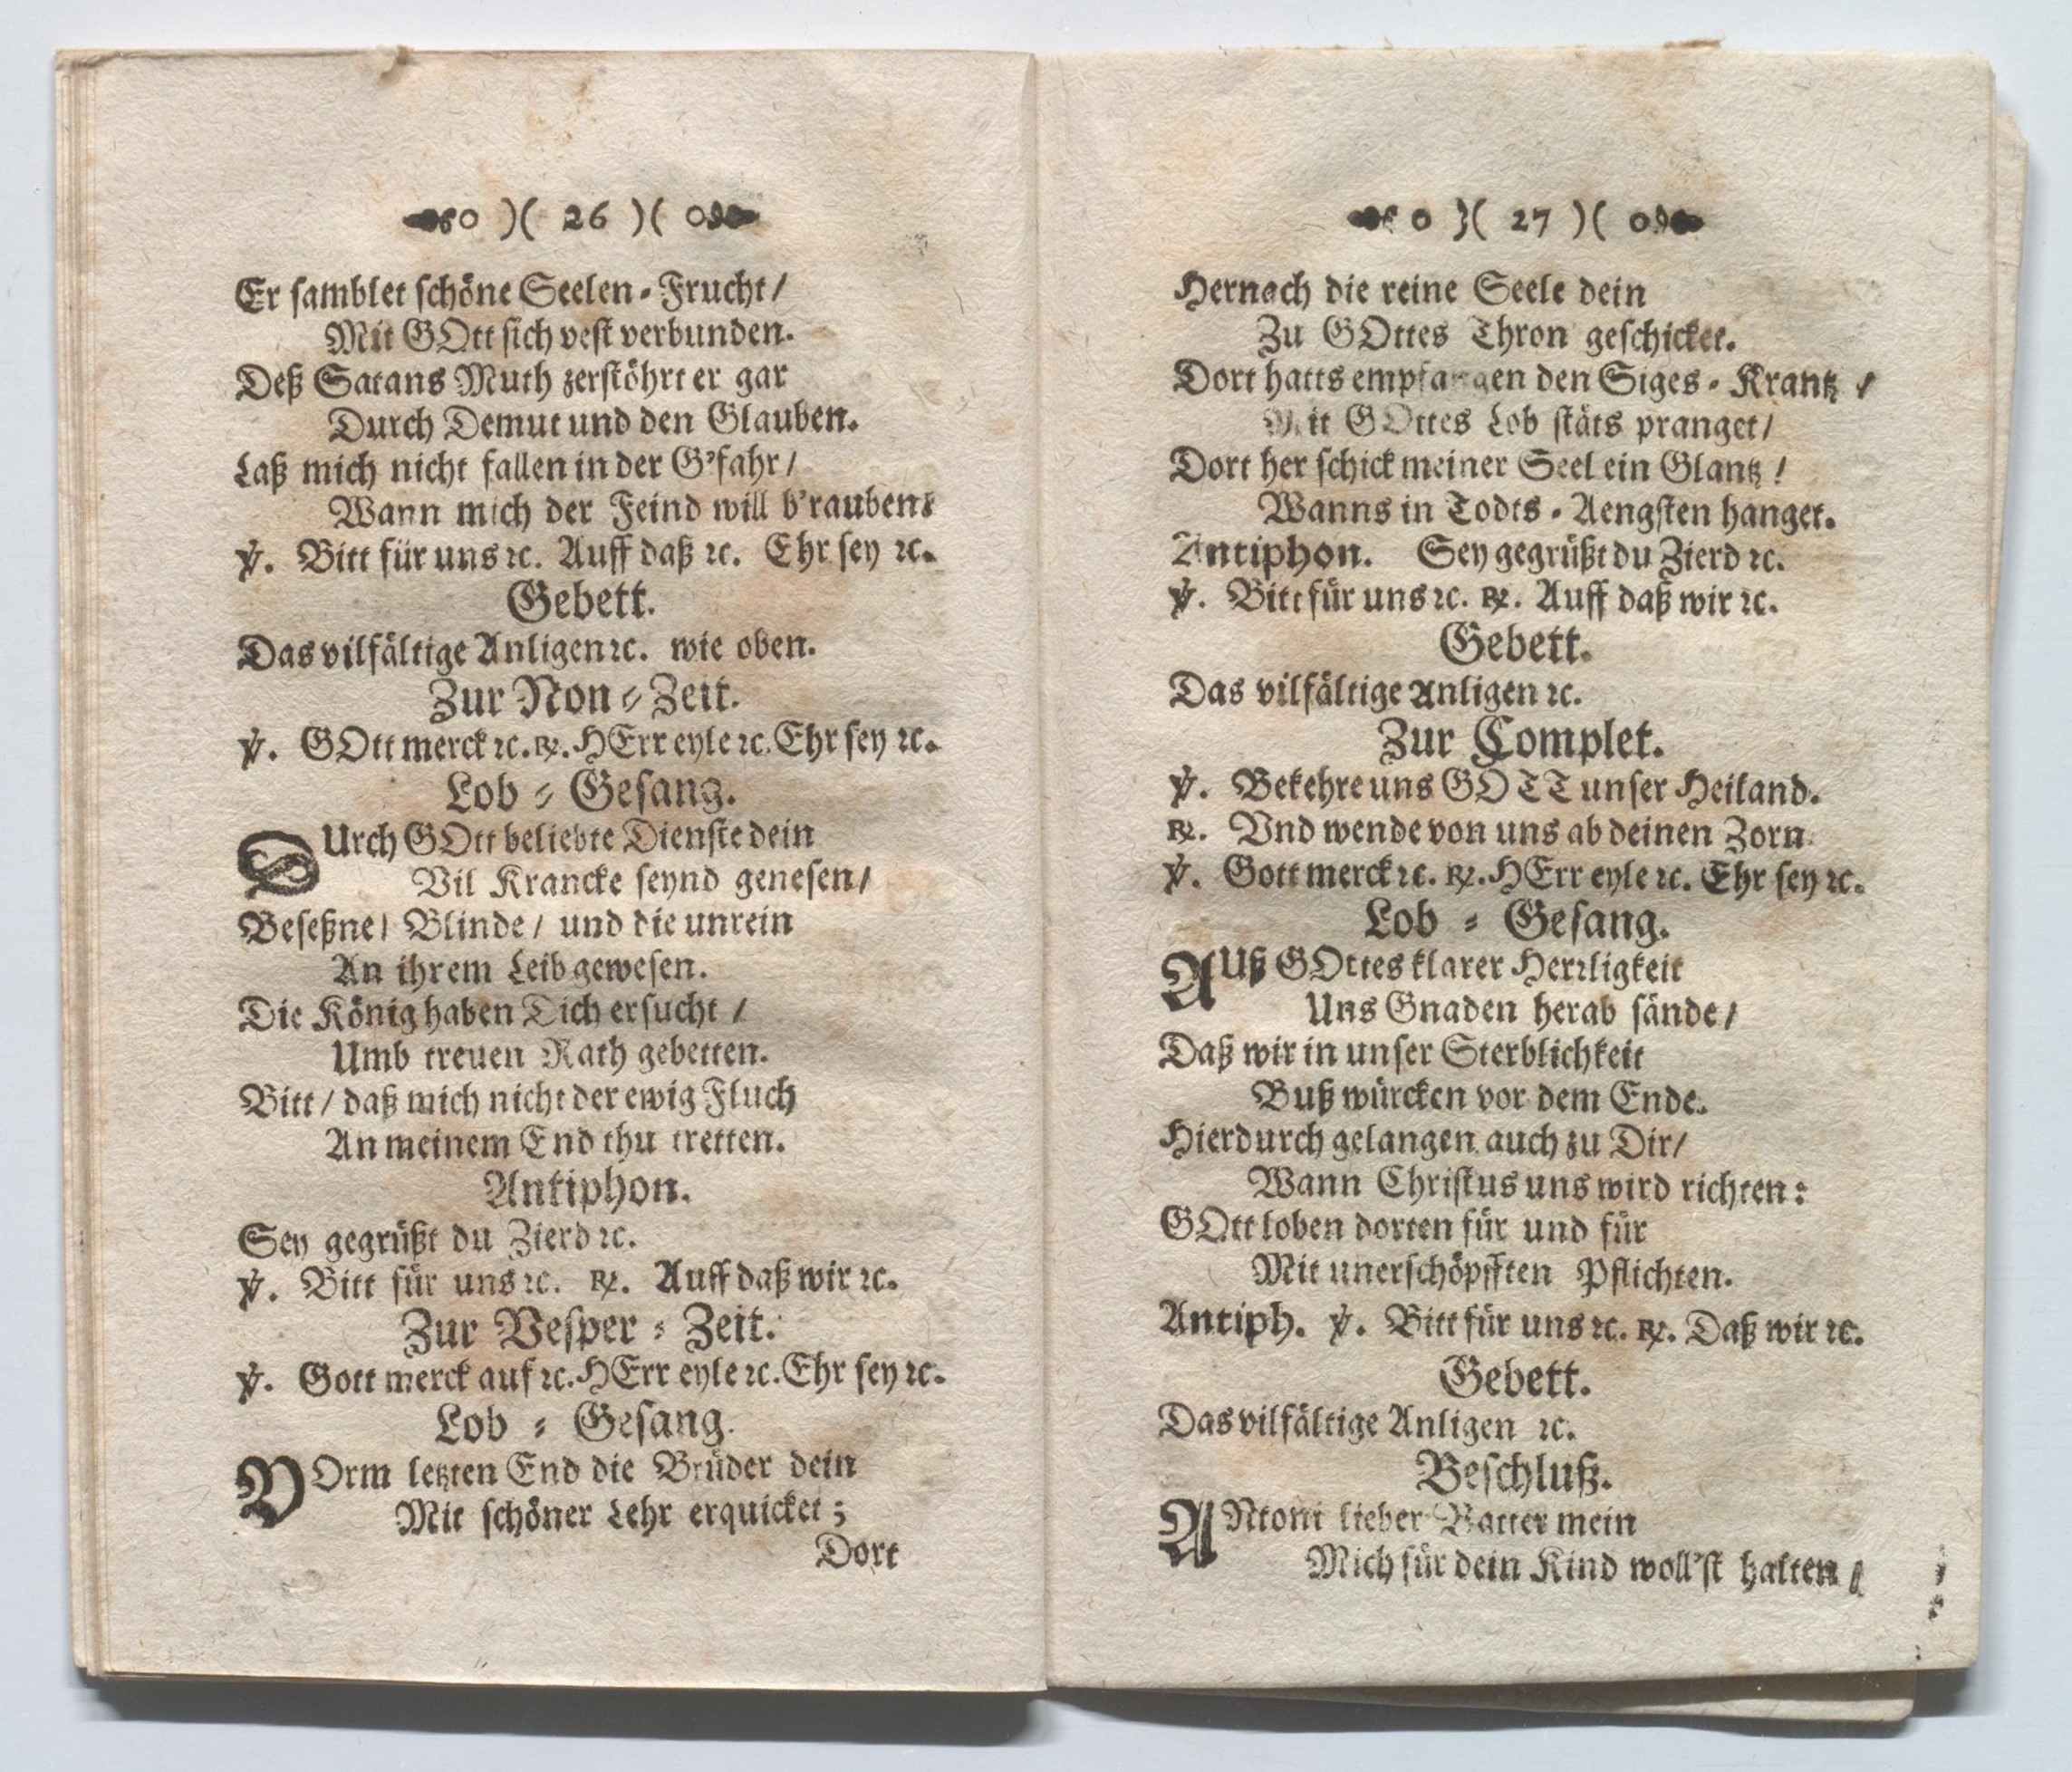 )( 26 )(
Er samblet schöne Seelen-Frucht/
Mit GOtt sich vest verbunden.
Deß Satans Muth zerstöhrt er gar
Durch Demut und den Glauben.
Laß mich nicht fallen in der G'fahr/
Wann mich der Feind will b'rauben.
℣. Bitt für uns ꝛc. Auff daß ꝛc. Ehr sey ꝛc.
Gebett.
Das vilfältige Anligen ꝛc. wie oben.
Zur Non-Zeit.
℣. GOtt merck ꝛc. ℟. HErr eyle ꝛc. Ehr sey ꝛc.
Lob-Gesang.
DUrch GOtt beliebte Dienste dein
Vil Krancke seynd genesen/
Beseßne/ Blinde/ und die unrein
An ihrem Leib gewesen.
Die König haben Dich ersucht/
Umb treuen Rath gebetten.
Bitt/ daß mich nicht der ewig Fluch
An meinem End thu tretten.
Antiphon.
Sey gegrüßt du Zierd ꝛc.
℣. Bitt für uns ꝛc. ℟. Auff daß wir ꝛc.
Zur Vesper-Zeit.
℣. Gott merck auf ꝛc. HErr eyle ꝛc. Ehr sey ꝛc.
Lob-Gesang.
VOrm letzten End die Brüder dein
Mit schöner Lehr erquicket;
Dort
)( 27 )(
Hernach die reine Seele dein
Zu GOttes Thron geschicket.
Dort hatts empfangen den Siges-Krantz/
Mit GOttes Lob stäts pranget/
Dort her schick meiner Seel ein Glantz/
Wanns in Todts-Aengsten hanget.
Antiphon. Sey gegrüßt du Zierd ꝛc.
℣. Bitt für uns ꝛc. ℟. Auff daß wir ꝛc.
Gebett.
Das vilfältige Anligen ꝛc.
Zur Complet.
℣. Bekehre uns GOTT unser Heiland.
℟. Vnd wende von uns ab deinen Zorn.
℣. Gott merck ꝛc. ℟. HErr eyle ꝛc. Ehr sey ꝛc.
Lob-Gesang.
AUß GOttes klarer Herrligkeit
Uns Gnaden herab sände/
Daß wir in unser Sterblichkeit
Buß würcken vor dem Ende.
Hierdurch gelangen auch zu Dir/
Wann Christus uns wird richten:
GOtt loben dorten für und für
Mit unerschöpfften Pflichten.
Antiph. ℣. Bitt für uns ꝛc. ℟. Daß wir ꝛc.
Gebett.
Das vilfältige Anligen ꝛc.
Beschluß.
ANtoni lieber Vatter mein
Mich für dein Kind woll'st halten/